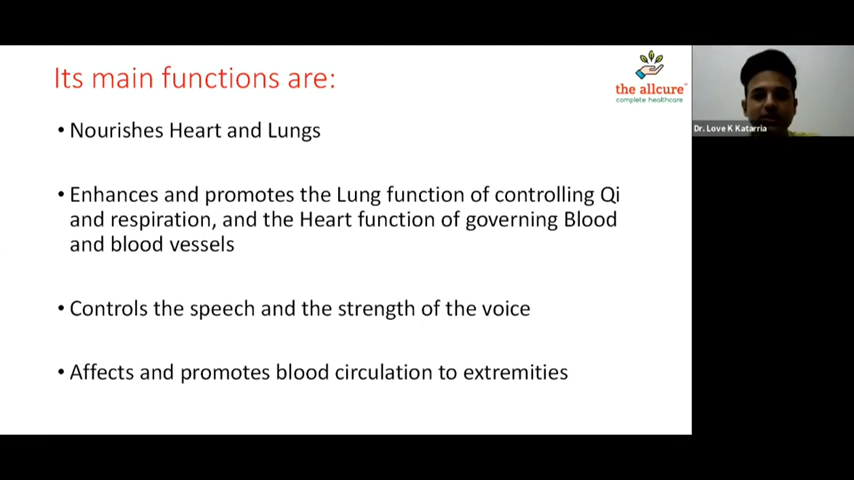 Its main functions are:
the allcure
complete healthcare
Dr. Love K Katarria
• Nourishes Heart and Lungs
• Enhances and promotes the Lung function of controlling Qi
and respiration, and the Heart function of governing Blood
and blood vessels
• Controls the speech and the strength of the voice
• Affects and promotes blood circulation to extremities